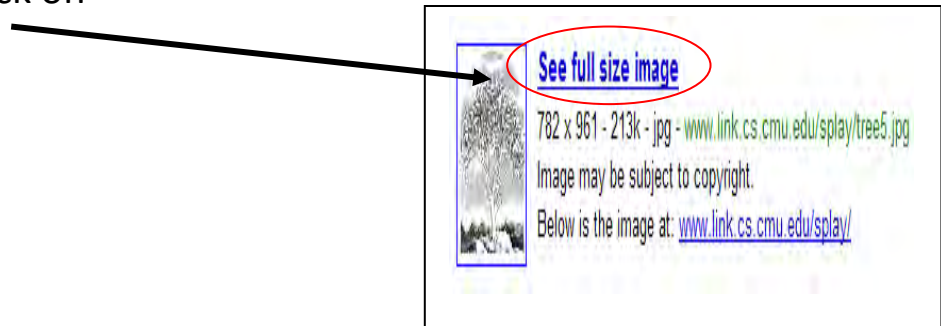 See full size image
782 x 961 - 213k - jpg - www.link.cs.cmu.edu/splay/tree5.jpg
Image may be subject to copyright.
Below is the image at: www.link.cs.cmu.edu/splay/